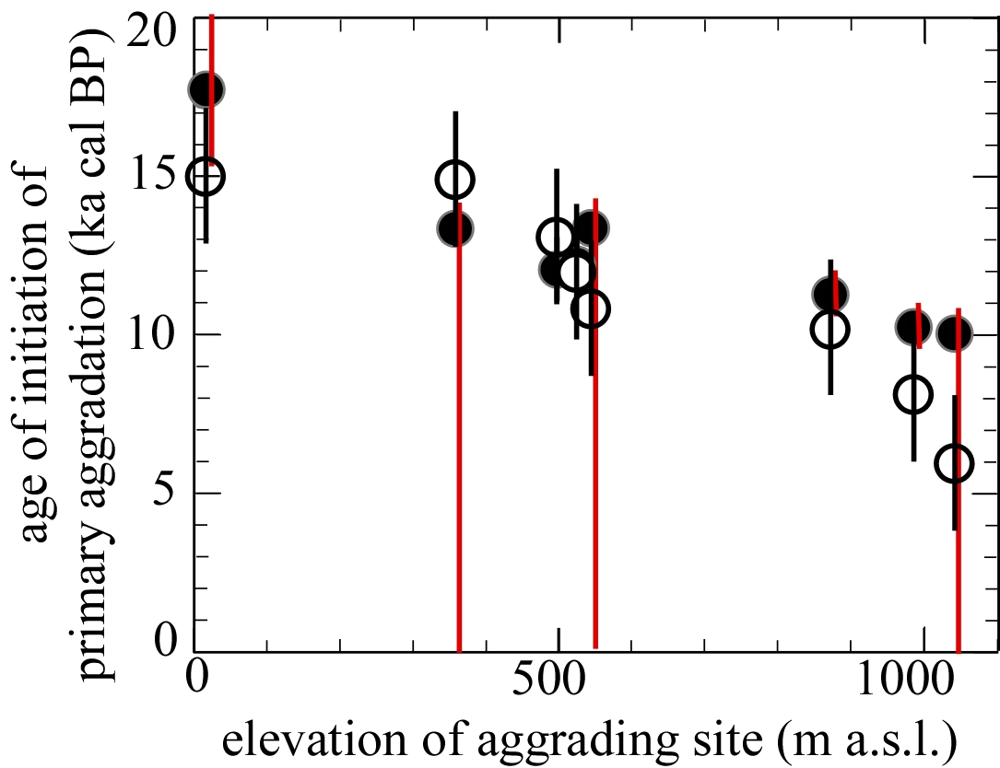 age of initiation of
primary aggradation (ka cal BP)
20
15
10
5
0
0 500 1000
elevation of aggrading site (m a.s.l.)